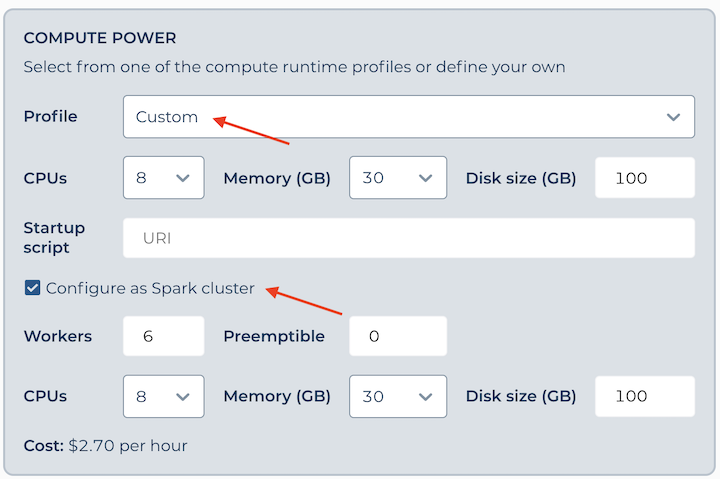 COMPUTE POWER
Select from one of the compute runtime profiles or define your own
Profile Custom
CPUs 8 Memory (GB) 30 Disk size (GB) 100
Startup script URI
Configure as Spark cluster
Workers 6 Preemptible 0
CPUs 8 Memory (GB) 30 Disk size (GB) 100
Cost: $2.70 per hour